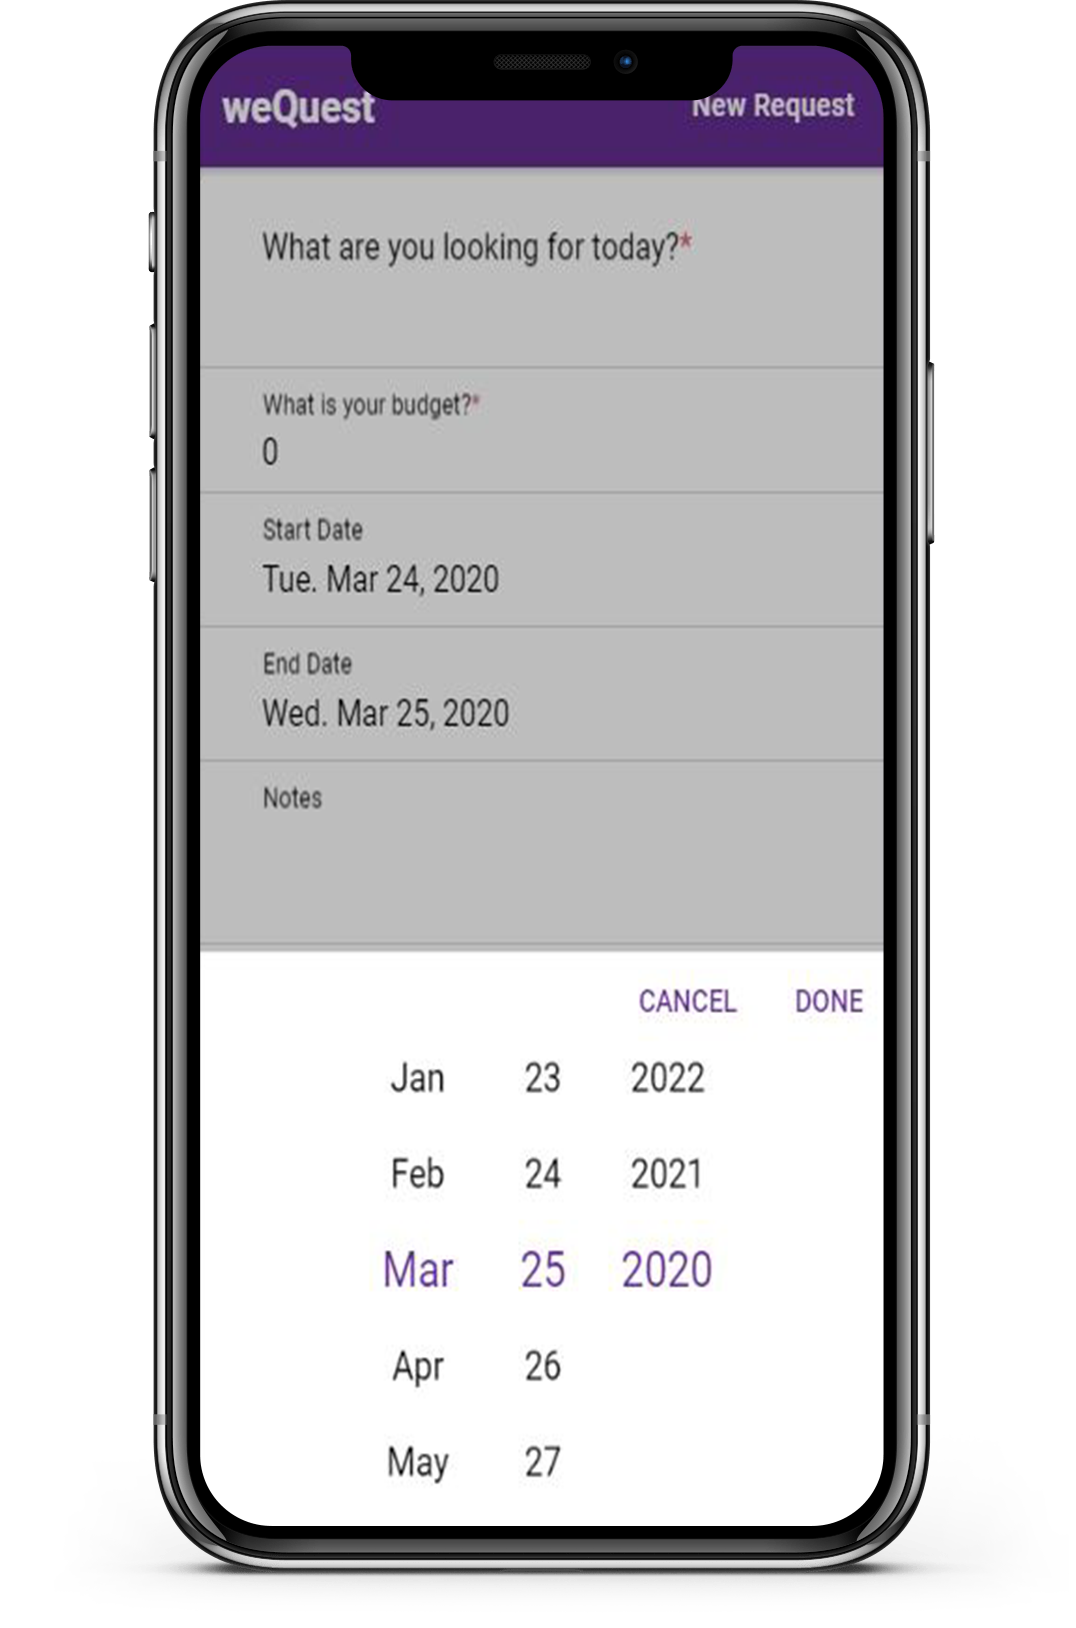 weQuest New Request
What are you looking for today?*
What is your budget?*
0
Start Date
Tue. Mar 24, 2020
End Date
Wed. Mar 25, 2020
Notes
CANCEL DONE
Jan 23 2022
Feb 24 2021
Mar 25 2020
Apr 26
May 27